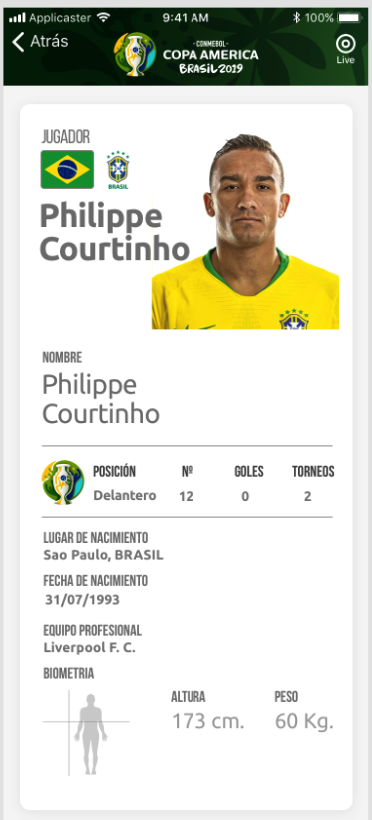 Applicaster 9:41 AM 100%
Atrás
·CONMEBOL·
COPA AMERICA
BRASIL 2019
Live
JUGADOR
BRASIL
Philippe
Courtinho
NOMBRE
Philippe
Courtinho
POSICIÓN Nº GOLES TORNEOS
Delantero 12 0 2
LUGAR DE NACIMIENTO
Sao Paulo, BRASIL
FECHA DE NACIMIENTO
31/07/1993
EQUIPO PROFESIONAL
Liverpool F. C.
BIOMETRIA
ALTURA PESO
173 cm. 60 Kg.